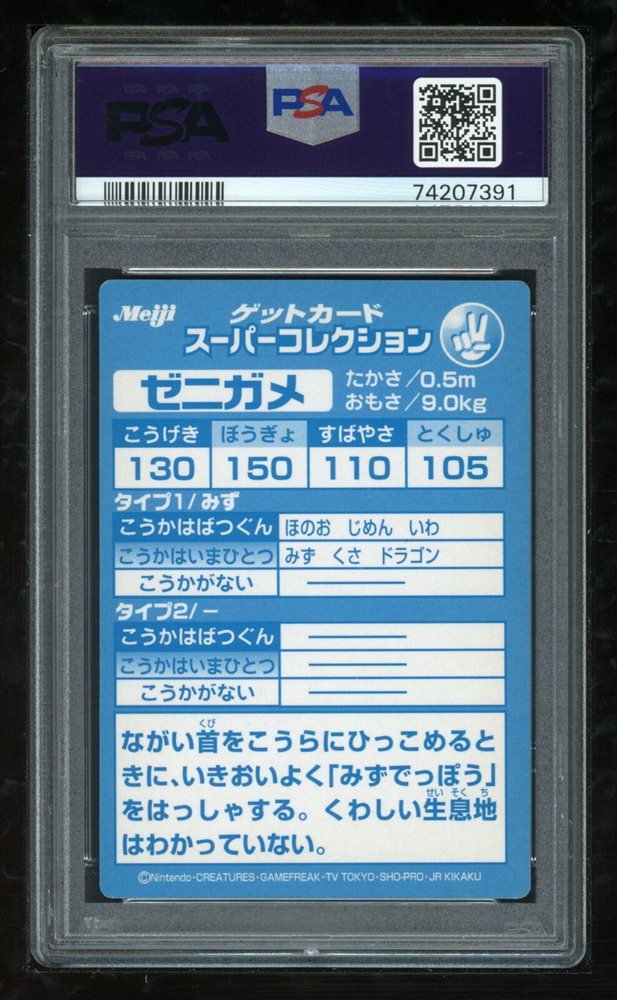 PSA
PSA
74207391
Meiji
ゲットカード
スーパーコレクション
ゼニガメ
たかさ/0.5m
おもさ/9.0kg
こうげき ぼうぎょ すばやさ とくしゅ
130 150 110 105
タイプ1/みず
こうかはばつぐん ほのお じめん いわ
こうかはいまひとつ みず くさ ドラゴン
こうかがない ―
タイプ2/ー
こうかはばつぐん ―
こうかはいまひとつ ―
こうかがない ―
くび
ながい首をこうらにひっこめると
きに、いきおいよく「みずでっぽう」
せい そく ち
をはっしゃする。くわしい生息地
はわかっていない。
©Nintendo・CREATURES・GAMEFREAK・TV TOKYO・SHO-PRO・JR KIKAKU